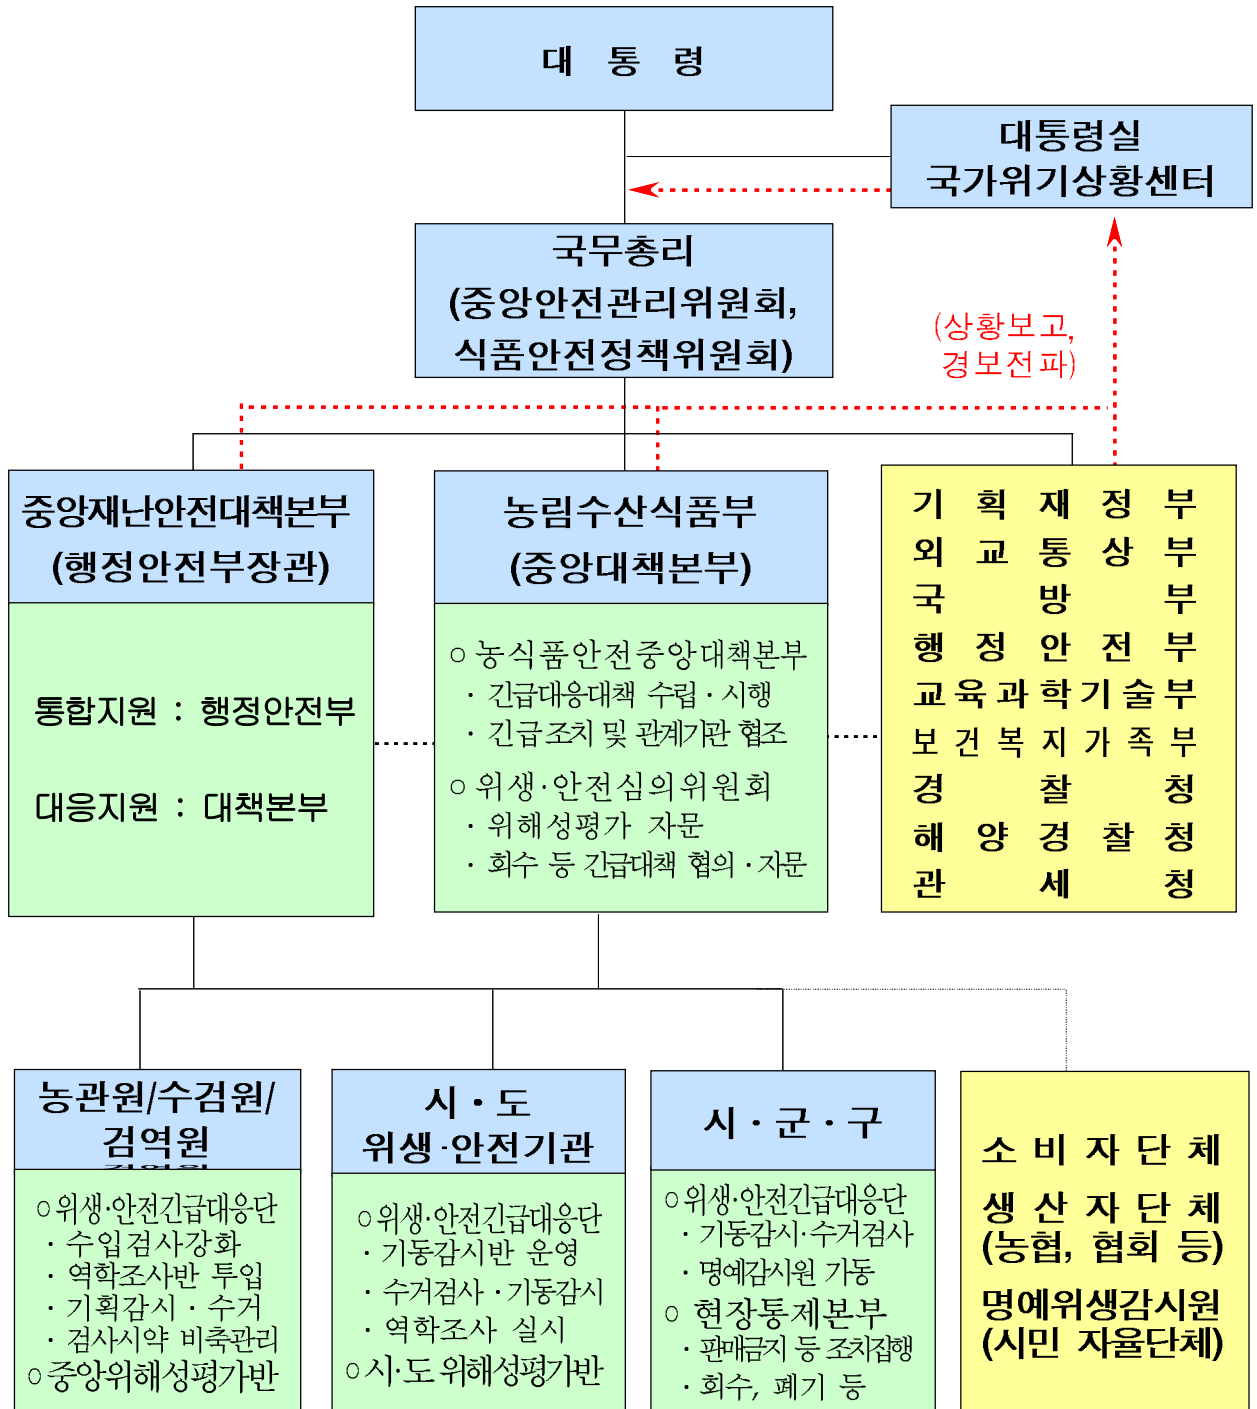 대 통 령
대통령실
국가위기상황센터
국무총리
(중앙안전관리위원회,
식품안전정책위원회)
(상황보고,
경보전파)
중앙재난안전대책본부
(행정안전부장관)
통합지원 : 행정안전부
대응지원 : 대책본부
농림수산식품부
(중앙대책본부)
○ 농식품안전중앙대책본부
· 긴급대응대책 수립 · 시행
· 긴급조치 및 관계기관 협조
○ 위생·안전심의위원회
· 위해성평가 자문
· 회수 등 긴급대책 협의 · 자문
기 획 재 정 부
외 교 통 상 부
국 방 부
행 정 안 전 부
교 육 과 학 기 술 부
보 건 복 지 가 족 부
경 찰 청
해 양 경 찰 청
관 세 청
농관원/수검원/
검역원
○위생·안전긴급대응단
· 수입검사강화
· 역학조사반 투입
· 기획감시 · 수거
· 검사시약 비축관리
○중앙위해성평가반
시 · 도
위생·안전기관
○위생·안전긴급대응단
· 기동감시반 운영
· 수거검사 · 기동감시
· 역학조사 실시
○시·도 위해성평가반
시 · 군 · 구
○위생·안전긴급대응단
· 기동감시·수거검사
· 명예감시원 가동
○ 현장통제본부
· 판매금지 등 조치집행
· 회수, 폐기 등
소 비 자 단 체
생 산 자 단 체
(농협, 협회 등)
명예위생감시원
(시민 자율단체)